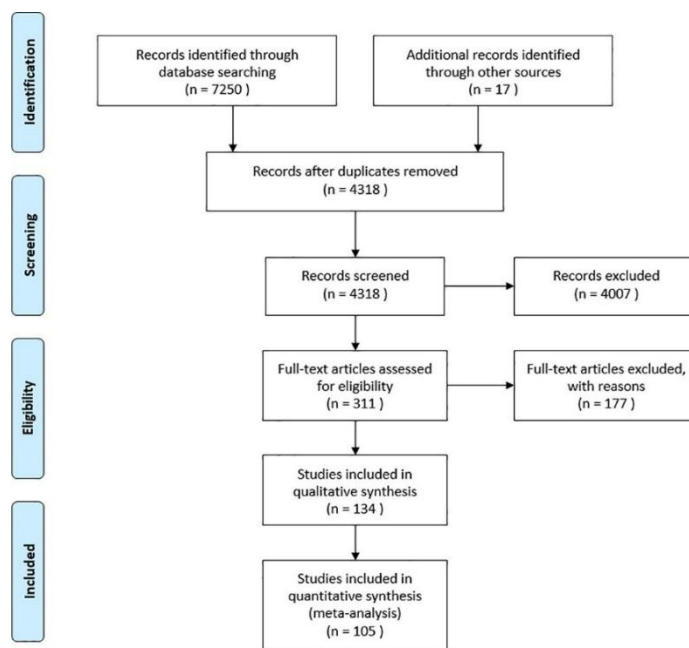 Identification
Records identified through
database searching
(n = 7250 )
Additional records identified
through other sources
(n = 17 )
Records after duplicates removed
(n = 4318 )
Screening
Records screened
(n = 4318 )
Records excluded
(n = 4007 )
Eligibility
Full-text articles assessed
for eligibility
(n = 311 )
Full-text articles excluded,
with reasons
(n = 177 )
Studies included in
qualitative synthesis
(n = 134 )
Included
Studies included in
quantitative synthesis
(meta-analysis)
(n = 105 )